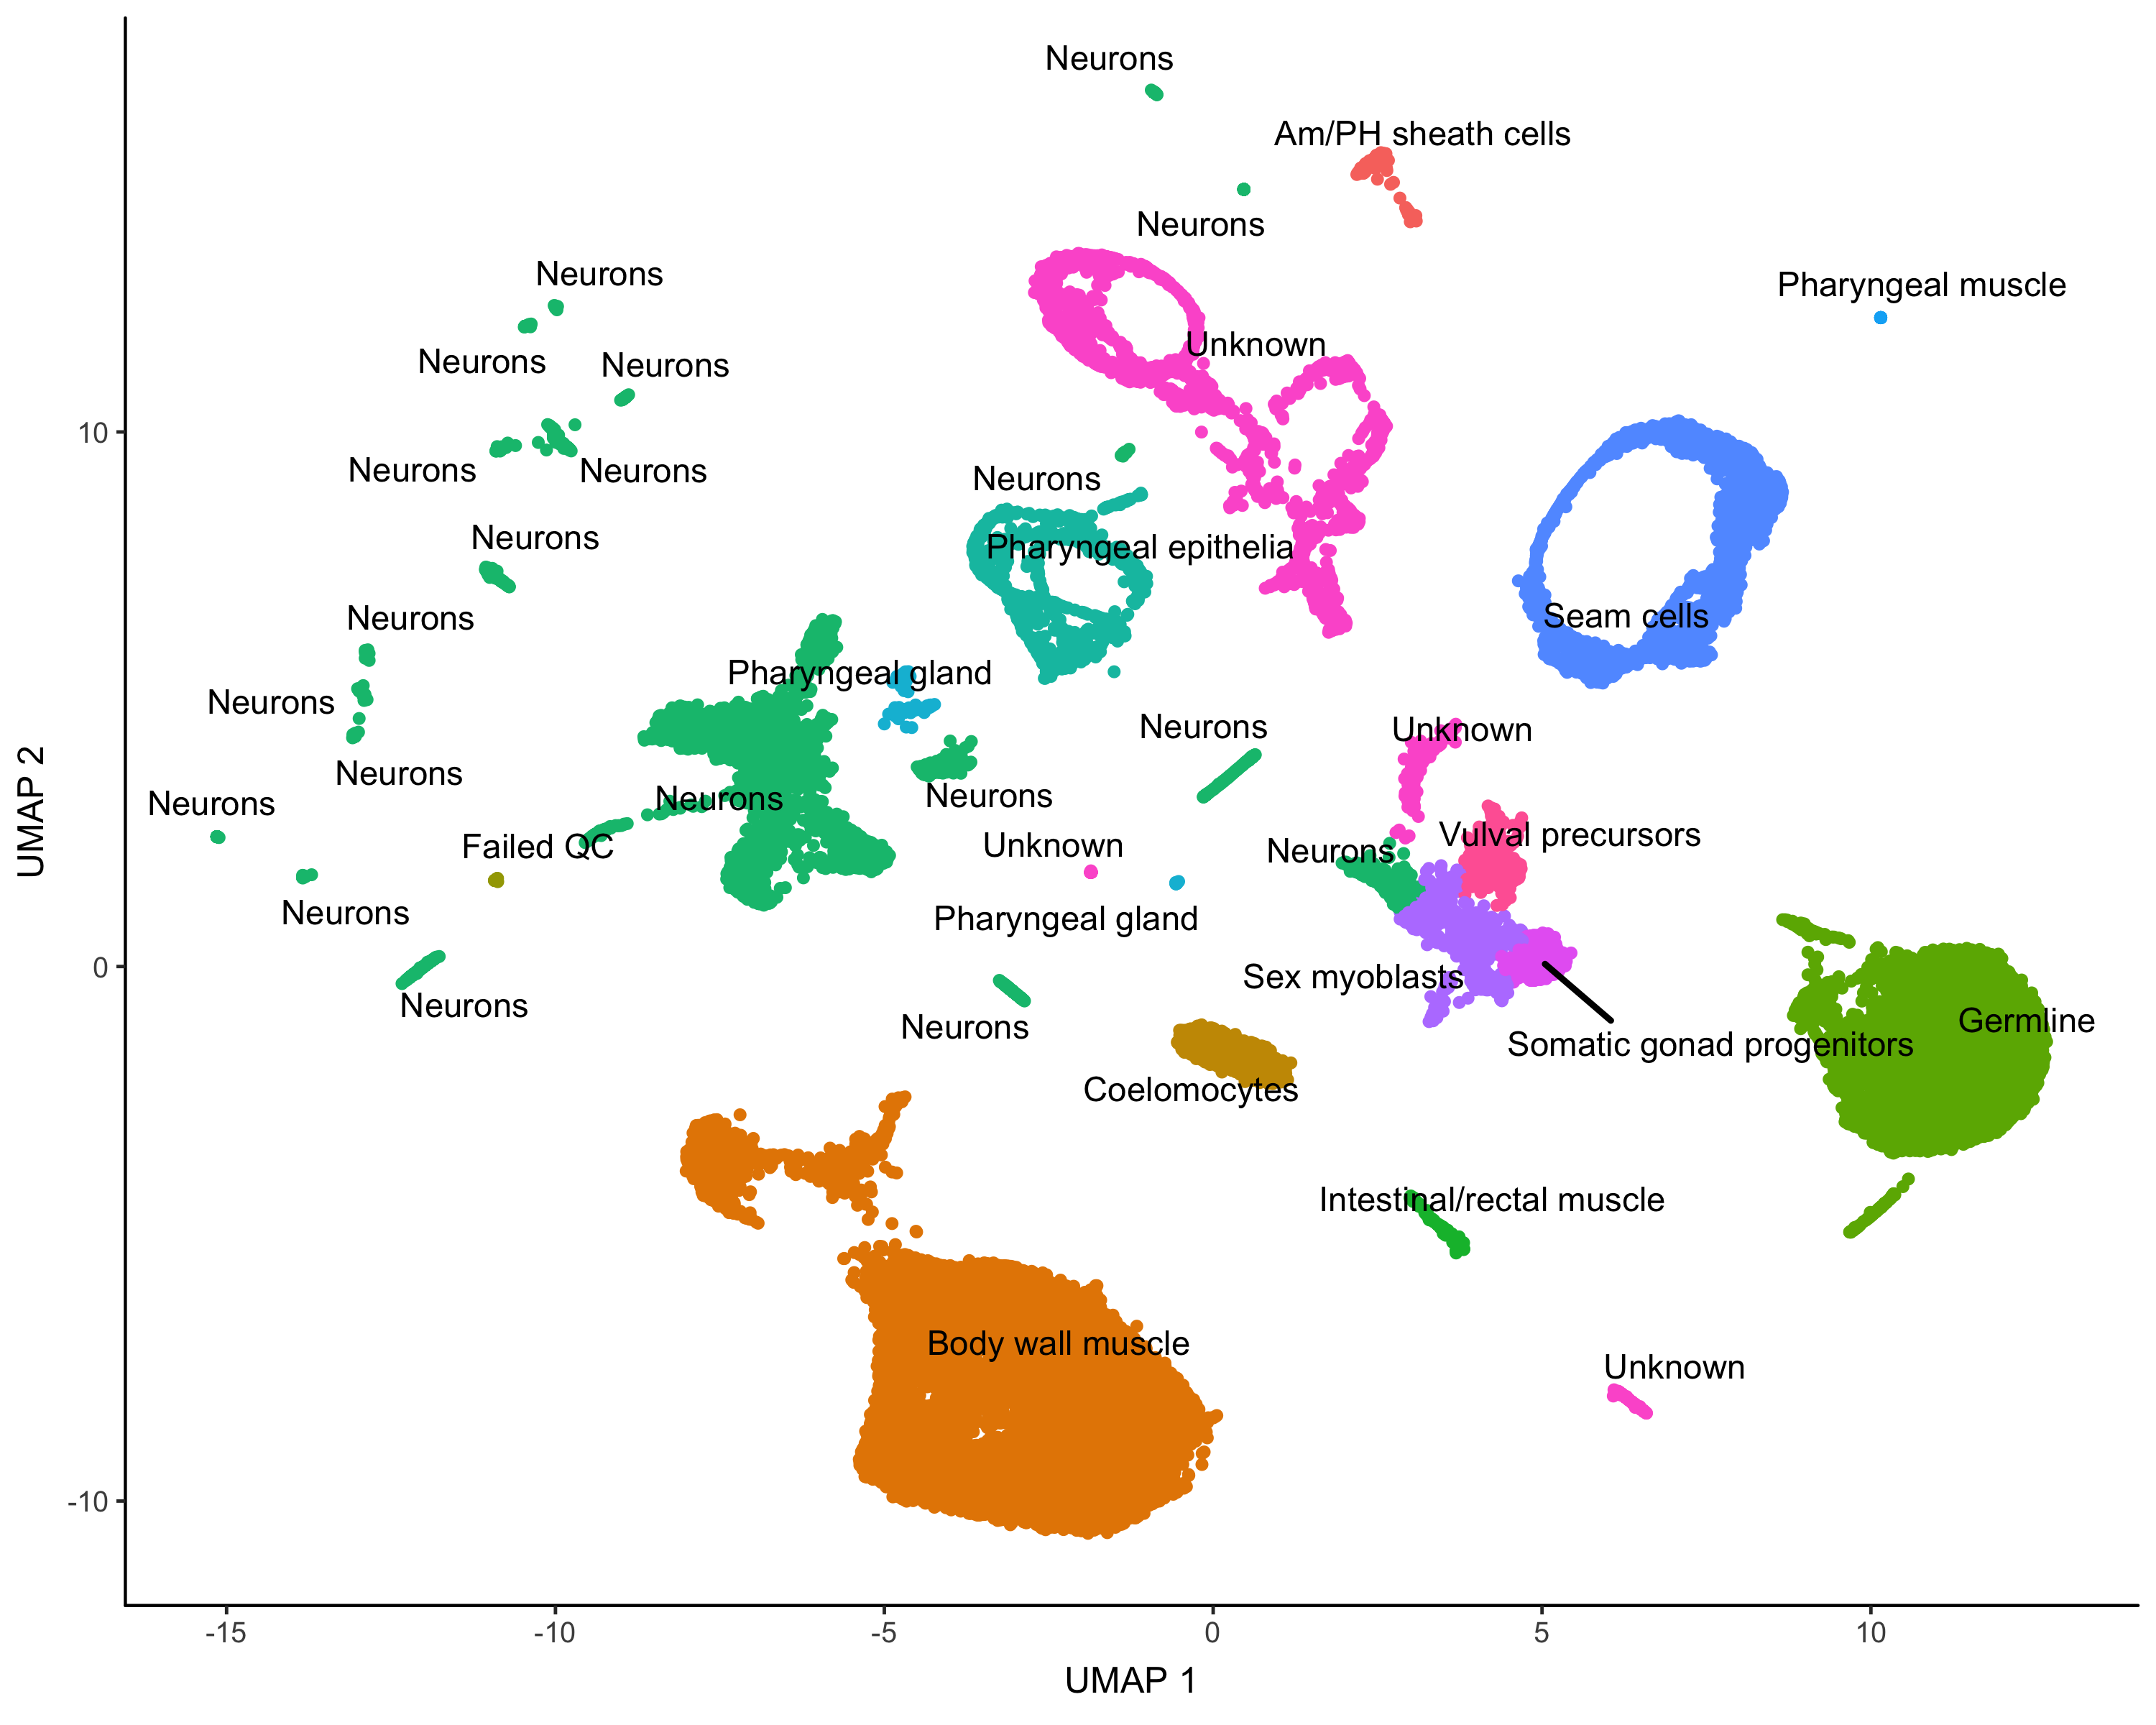 Neurons
Am/PH sheath cells
Neurons
Neurons
Pharyngeal muscle
Unknown
Neurons
Neurons
10
Neurons
Neurons
Neurons
Neurons
Pharyngeal epithelia
Seam cells
Neurons
Pharyngeal gland
Neurons
Neurons
Unknown
Neurons
Neurons
Neurons
Neurons
Vulval precursors
Failed QC
Unknown
Neurons
Neurons
Pharyngeal gland
0
Sex myoblasts
Neurons
Germline
Neurons
Somatic gonad progenitors
Coelomocytes
Intestinal/rectal muscle
Body wall muscle
Unknown
-10
-15
-10
-5
0
5
10
UMAP 1
UMAP 2